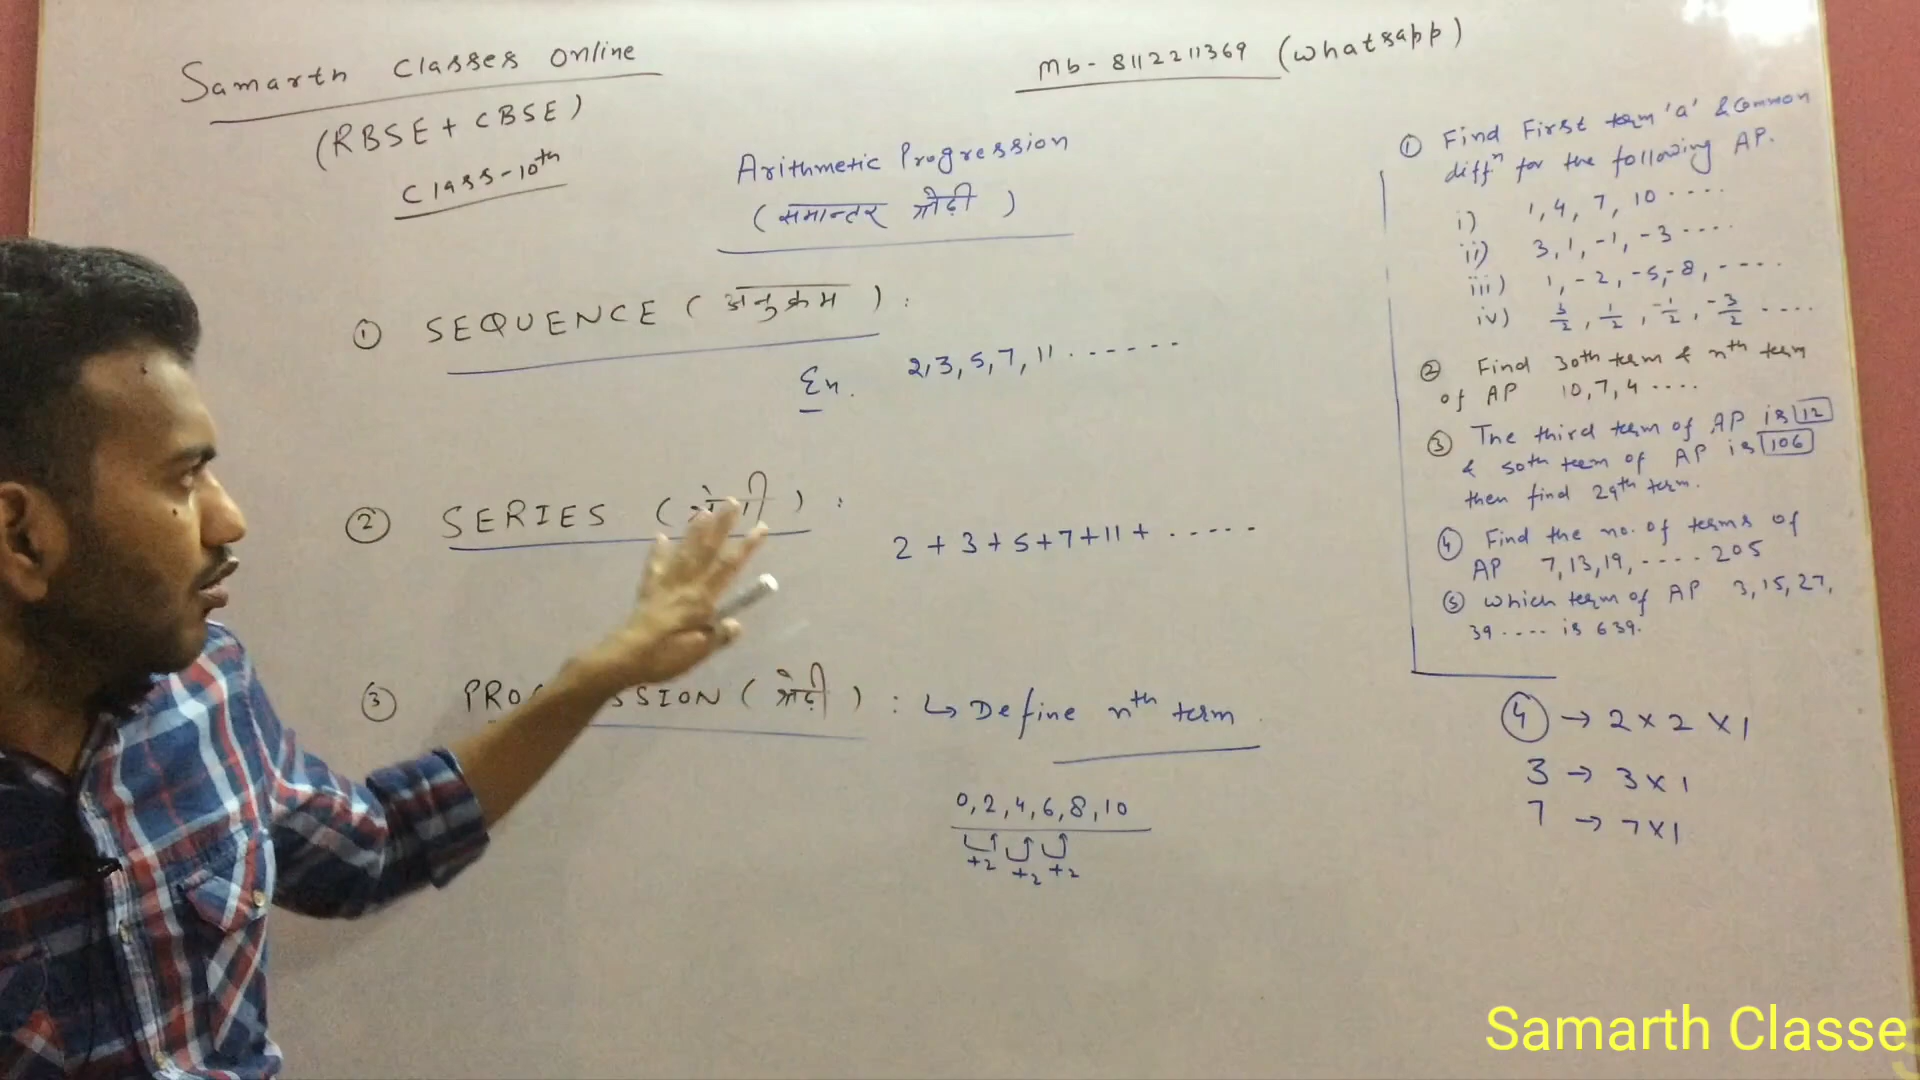 Samarth Classes Online
(RBSE + CBSE)
Class-10th
Mb- 8112211369 (whatsapp)
Arithmetic Progression
(समान्तर श्रेढ़ी)
① SEQUENCE (अनुक्रम) :
Ex. 2,3,5,7,11 ......
② SERIES ( ) :
2 + 3 + 5 + 7 + 11 + .....
③ SSION (श्रेढ़ी) : ↳ Define nth term
0, 2, 4, 6, 8, 10
+2 +2 +2
① Find First term 'a' & Common
diffn for the following AP.
i) 1, 4, 7, 10 ....
ii) 3, 1, -1, -3 ....
iii) 1, -2, -5, -8, ....
iv) 3/2, 1/2, -1/2, -3/2 ....
② Find 30th term & nth term
of AP 10, 7, 4 ....
③ The third term of AP is 12
& 50th term of AP is 106
then find 29th term.
④ Find the no. of terms of
AP 7, 13, 19, ..... 205
⑤ Which term of AP 3, 15, 27,
39 .... is 639.
④ → 2 × 2 × 1
3 → 3 × 1
7 → 7 × 1
Samarth Classe